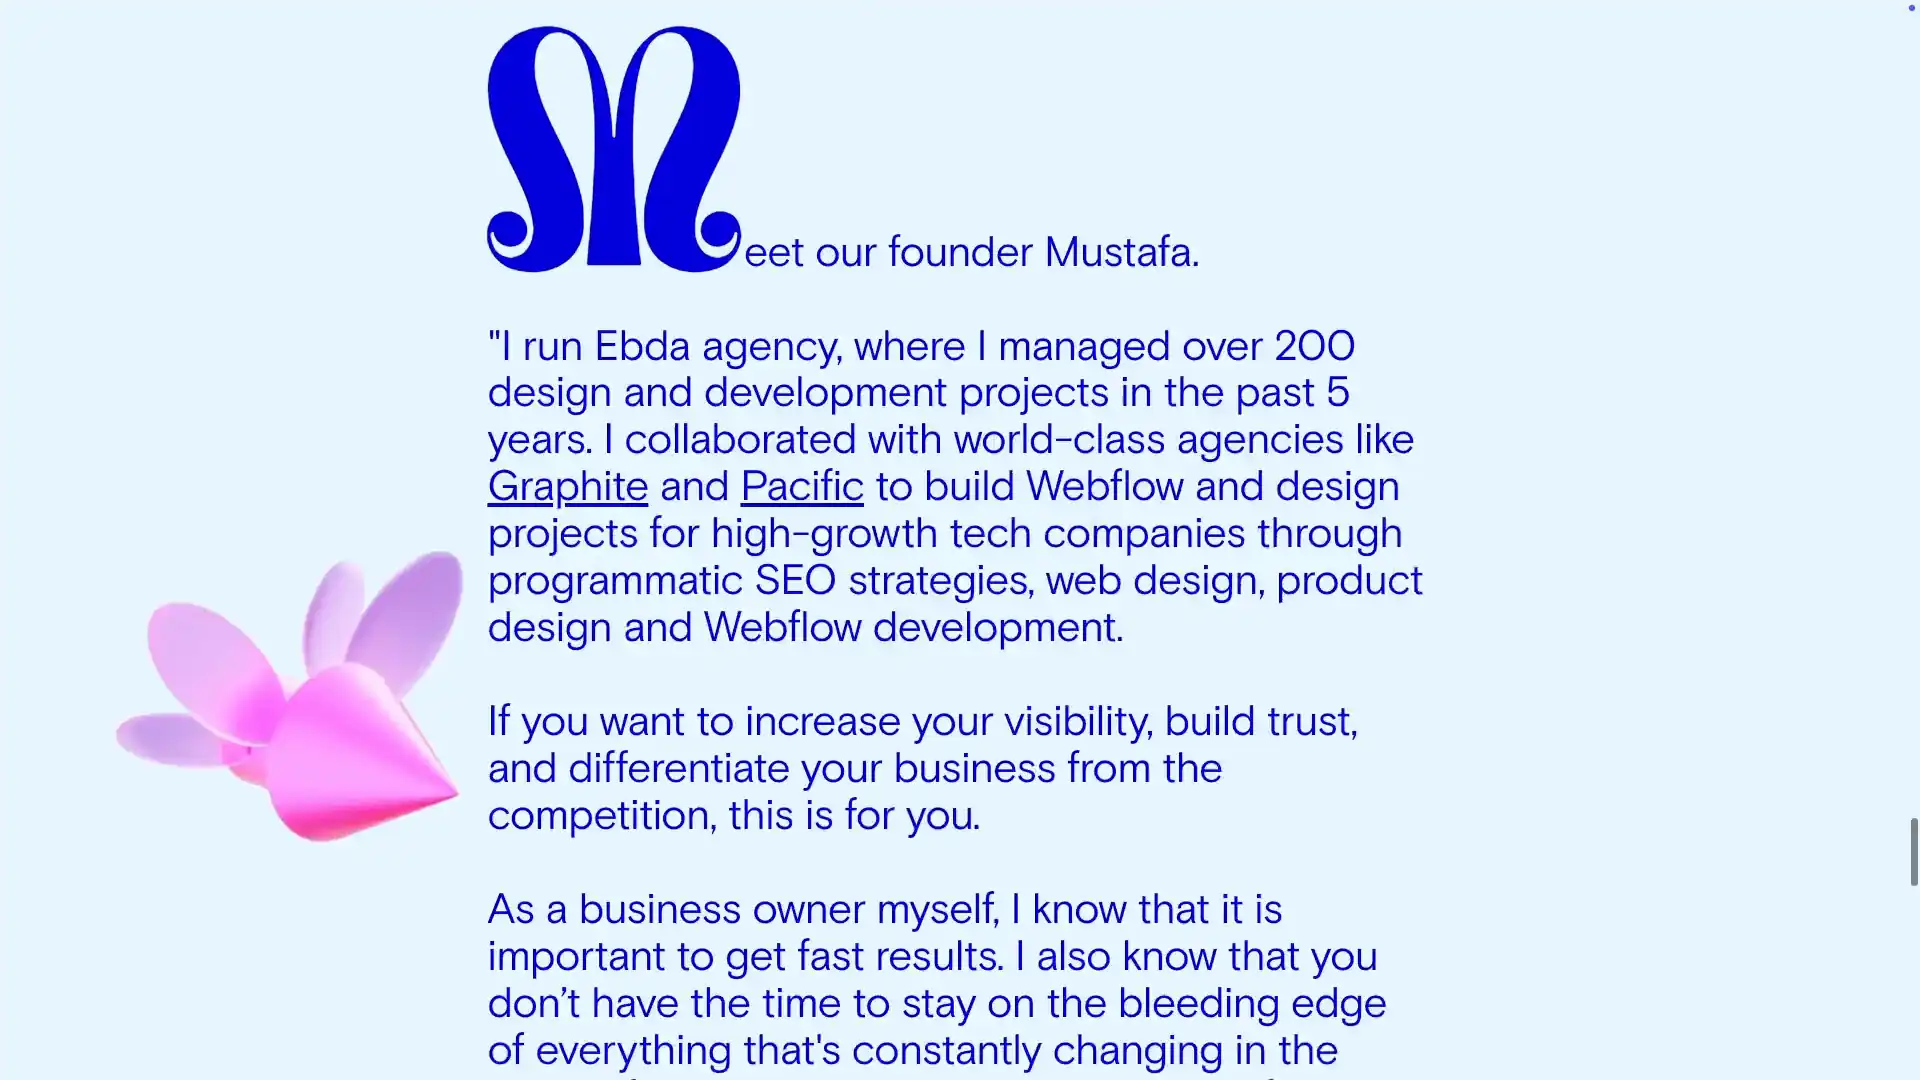 Meet our founder Mustafa.
"I run Ebda agency, where I managed over 200
design and development projects in the past 5
years. I collaborated with world-class agencies like
Graphite and Pacific to build Webflow and design
projects for high-growth tech companies through
programmatic SEO strategies, web design, product
design and Webflow development.
If you want to increase your visibility, build trust,
and differentiate your business from the
competition, this is for you.
As a business owner myself, I know that it is
important to get fast results. I also know that you
don’t have the time to stay on the bleeding edge
of everything that's constantly changing in the